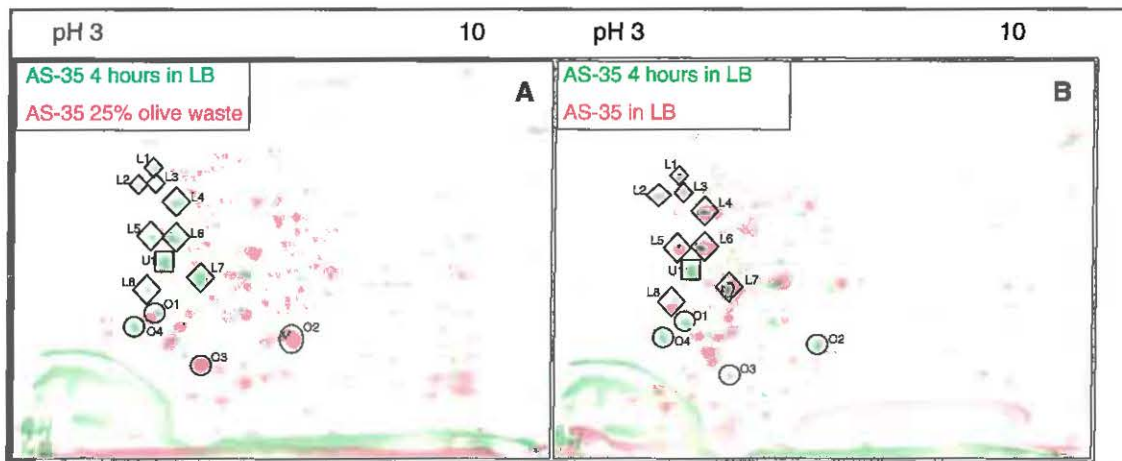 pH 3 10 pH 3 10
AS-35 4 hours in LB A AS-35 4 hours in LB B
AS-35 25% olive waste AS-35 in LB
L1 L1
L2 L3 L2 L3
L4 L4
L5 L6 L5 L6
U1 U1
L7 L7
L8 L8
O1 O1
O4 O2 O4 O2
O3 O3